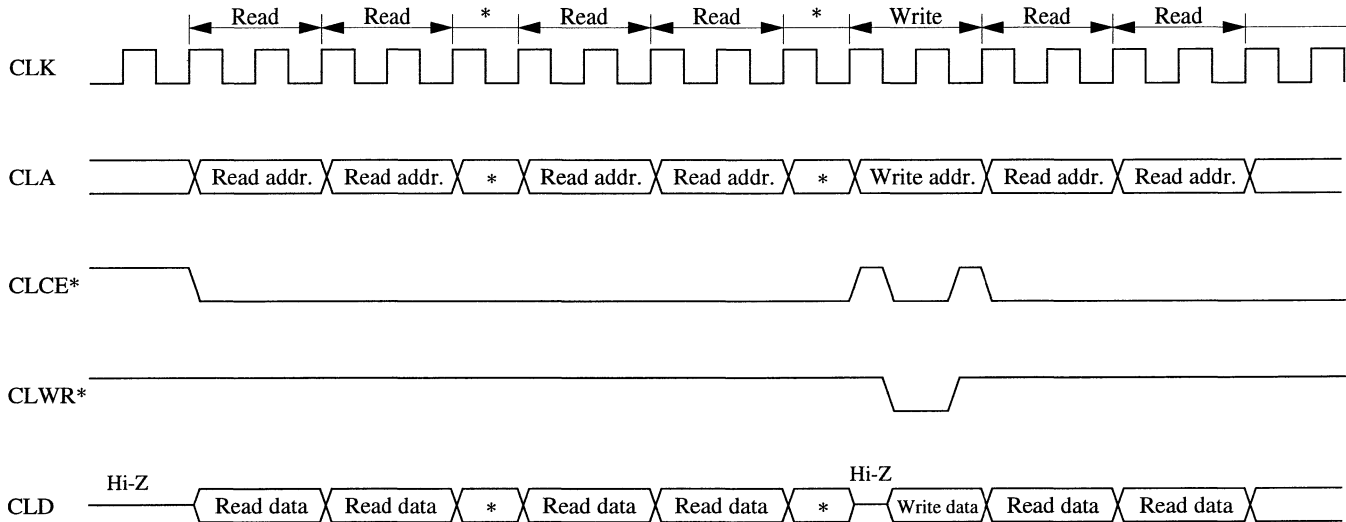 Read Read * Read Read * Write Read Read
CLK
CLA Read addr. Read addr. * Read addr. Read addr. * Write addr. Read addr. Read addr.
CLCE*
CLWR*
Hi-Z Hi-Z
CLD Read data Read data * Read data Read data * Write data Read data Read data